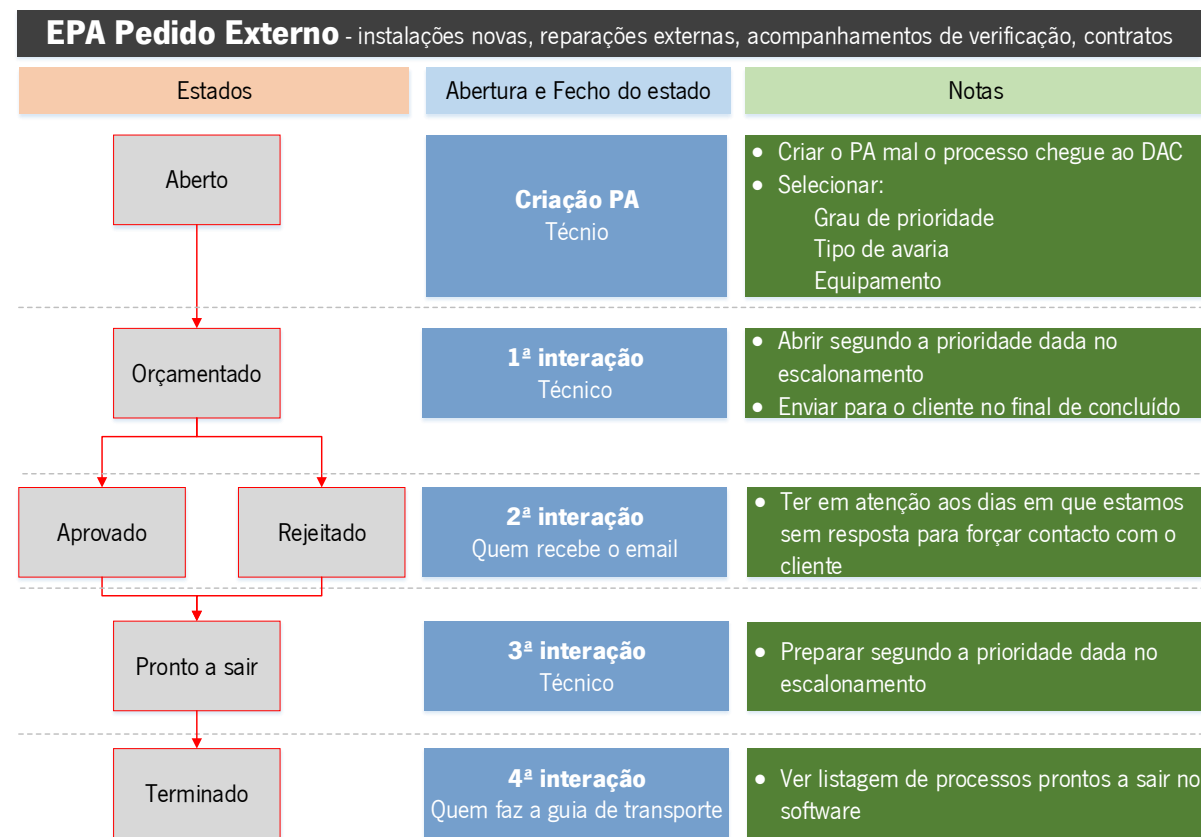 EPA Pedido Externo - instalações novas, reparações externas, acompanhamentos de verificação, contratos
Estados
Abertura e Fecho do estado
Notas
Aberto
Criação PA
Técnio
• Criar o PA mal o processo chegue ao DAC
• Selecionar:
Grau de prioridade
Tipo de avaria
Equipamento
Orçamentado
1ª interação
Técnico
• Abrir segundo a prioridade dada no
escalonamento
• Enviar para o cliente no final de concluído
Aprovado
Rejeitado
2ª interação
Quem recebe o email
• Ter em atenção aos dias em que estamos
sem resposta para forçar contacto com o
cliente
Pronto a sair
3ª interação
Técnico
• Preparar segundo a prioridade dada no
escalonamento
Terminado
4ª interação
Quem faz a guia de transporte
• Ver listagem de processos prontos a sair no
software